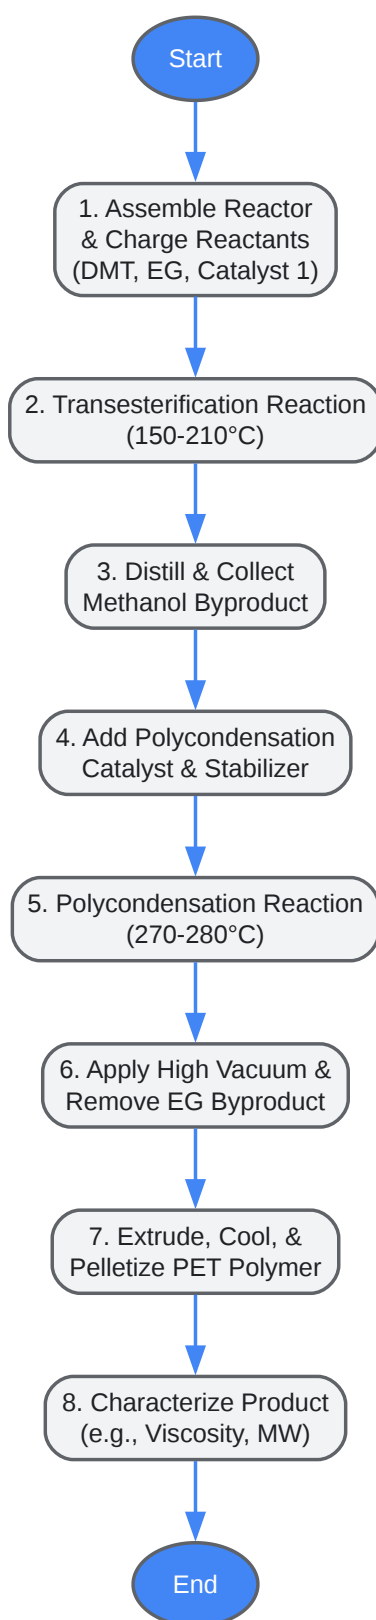 Start
1. Assemble Reactor
& Charge Reactants
(DMT, EG, Catalyst 1)
2. Transesterification Reaction
(150-210°C)
3. Distill & Collect
Methanol Byproduct
4. Add Polycondensation
Catalyst & Stabilizer
5. Polycondensation Reaction
(270-280°C)
6. Apply High Vacuum &
Remove EG Byproduct
7. Extrude, Cool, &
Pelletize PET Polymer
8. Characterize Product
(e.g., Viscosity, MW)
End